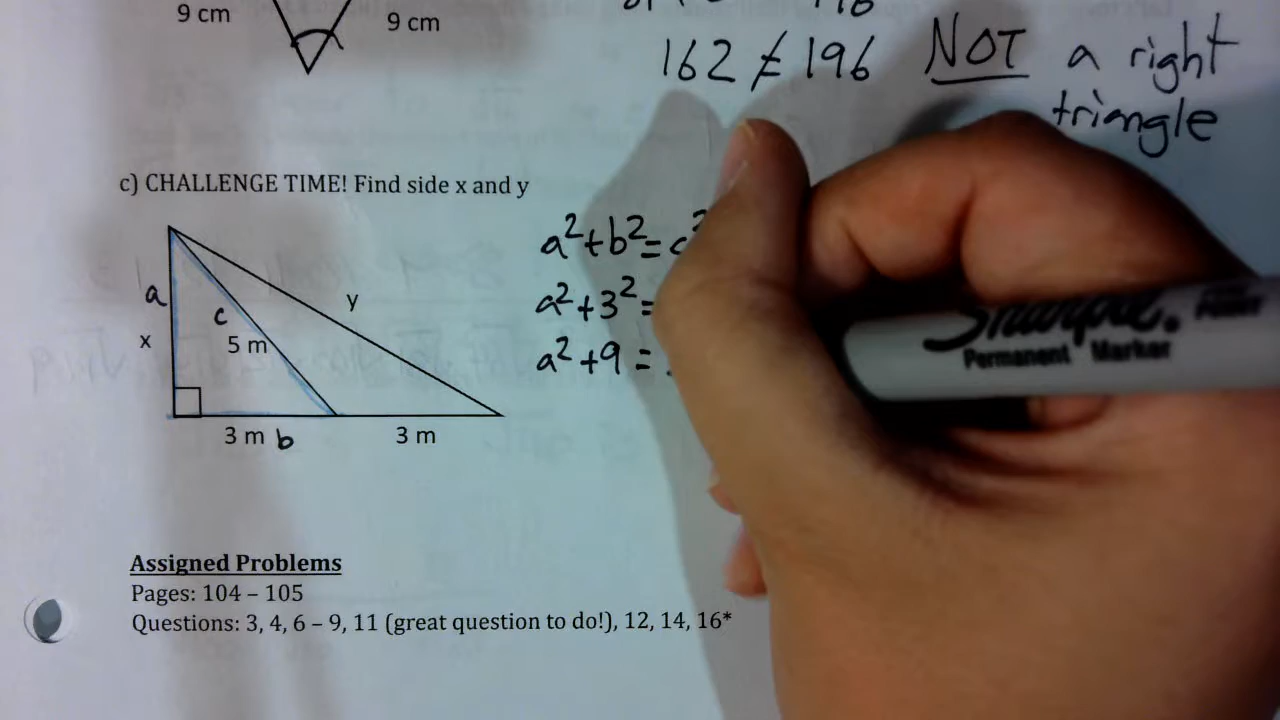 9 cm
9 cm
162 ≠ 196 NOT a right
triangle
c) CHALLENGE TIME! Find side x and y
a
x
c
5 m
y
3 m b
3 m
a²+b²=c²
a²+3²=
a²+9 =
Sharpie.
Permanent Marker
Assigned Problems
Pages: 104 – 105
Questions: 3, 4, 6 – 9, 11 (great question to do!), 12, 14, 16*